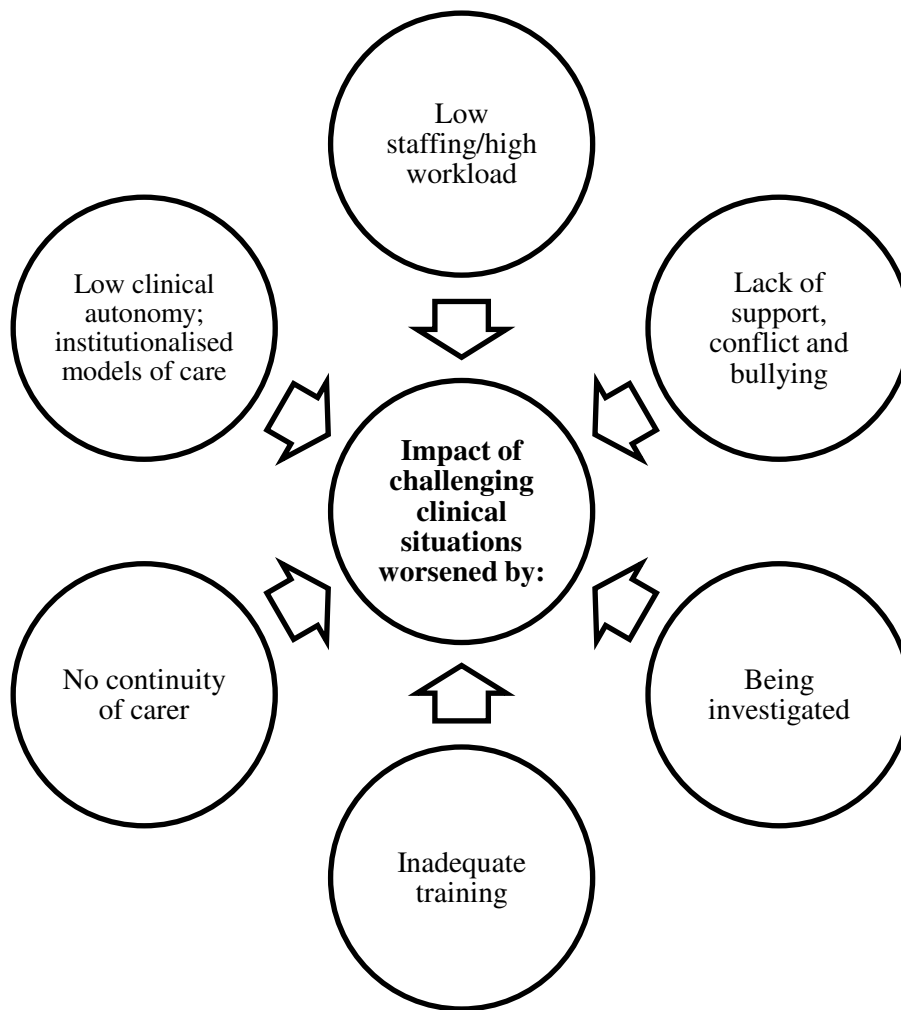 Low
staffing/high
workload
Low clinical
autonomy;
institutionalised
models of care
Lack of
support,
conflict and
bullying
Impact of
challenging
clinical
situations
worsened by:
No continuity
of carer
Being
investigated
Inadequate
training